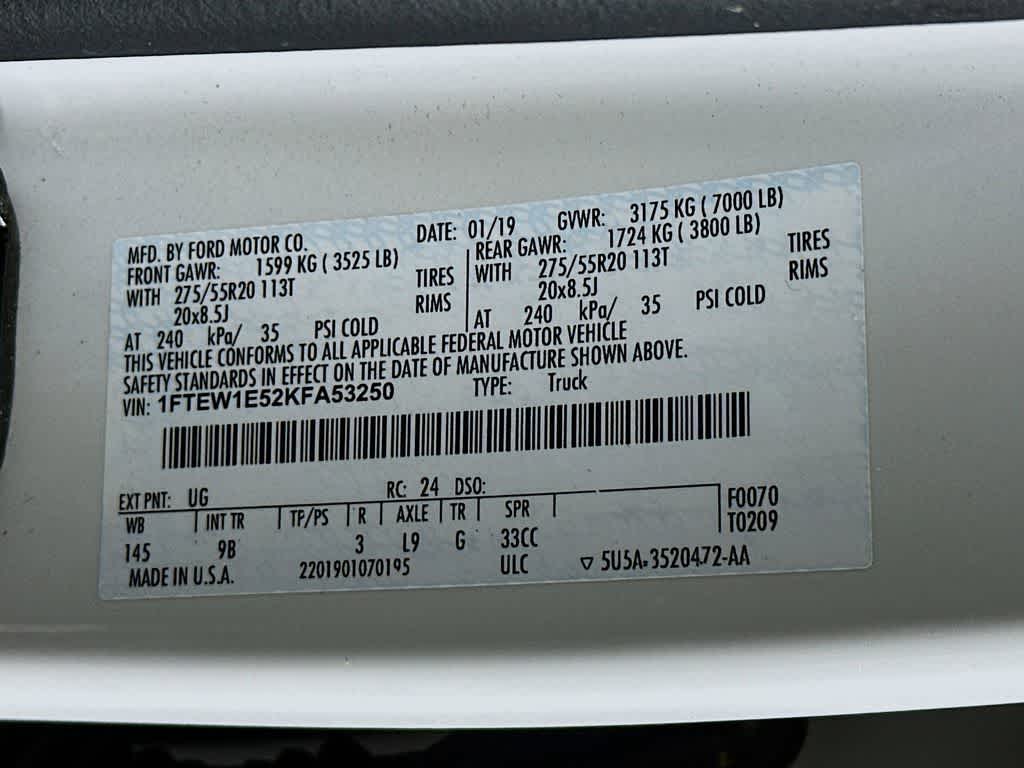 MFD. BY FORD MOTOR CO. DATE: 01/19 GVWR: 3175 KG ( 7000 LB)
FRONT GAWR: 1599 KG ( 3525 LB) REAR GAWR: 1724 KG ( 3800 LB)
WITH 275/55R20 113T TIRES WITH 275/55R20 113T TIRES
20x8.5J RIMS 20x8.5J RIMS
AT 240 kPa/ 35 PSI COLD AT 240 kPa/ 35 PSI COLD
THIS VEHICLE CONFORMS TO ALL APPLICABLE FEDERAL MOTOR VEHICLE
SAFETY STANDARDS IN EFFECT ON THE DATE OF MANUFACTURE SHOWN ABOVE.
VIN: 1FTEW1E52KFA53250 TYPE: Truck
EXT PNT: UG RC: 24 DSO:
WB INT TR TP/PS R AXLE TR SPR F0070
145 9B 3 L9 G 33CC T0209
MADE IN U.S.A. 2201901070195 ULC ▽ 5U5A-3520472-AA